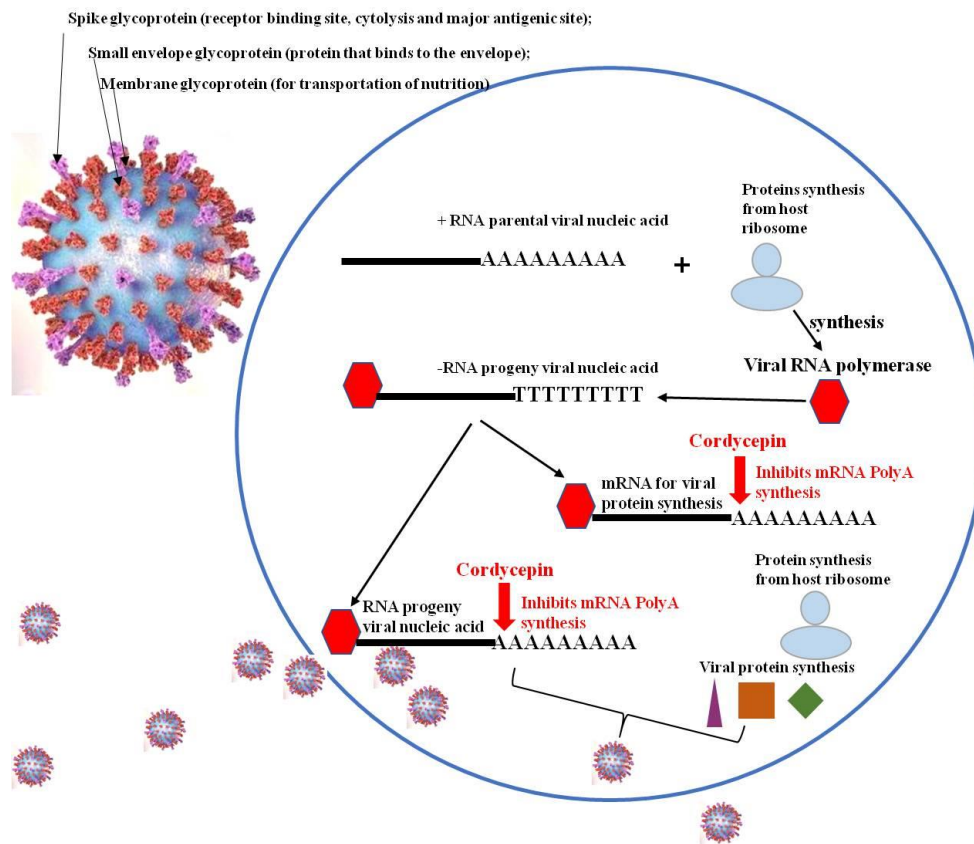 Spike glycoprotein (receptor binding site, cytolysis and major antigenic site);
Small envelope glycoprotein (protein that binds to the envelope);
Membrane glycoprotein (for transportation of nutrition)
+ RNA parental viral nucleic acid
AAAAAAAAA
+
Proteins synthesis
from host
ribosome
synthesis
Viral RNA polymerase
-RNA progeny viral nucleic acid
TTTTTTTTT
Cordycepin
Inhibits mRNA PolyA
synthesis
mRNA for viral
protein synthesis
AAAAAAAAA
Protein synthesis
from host ribosome
Cordycepin
Inhibits mRNA PolyA
synthesis
RNA progeny
viral nucleic acid
AAAAAAAAA
Viral protein synthesis